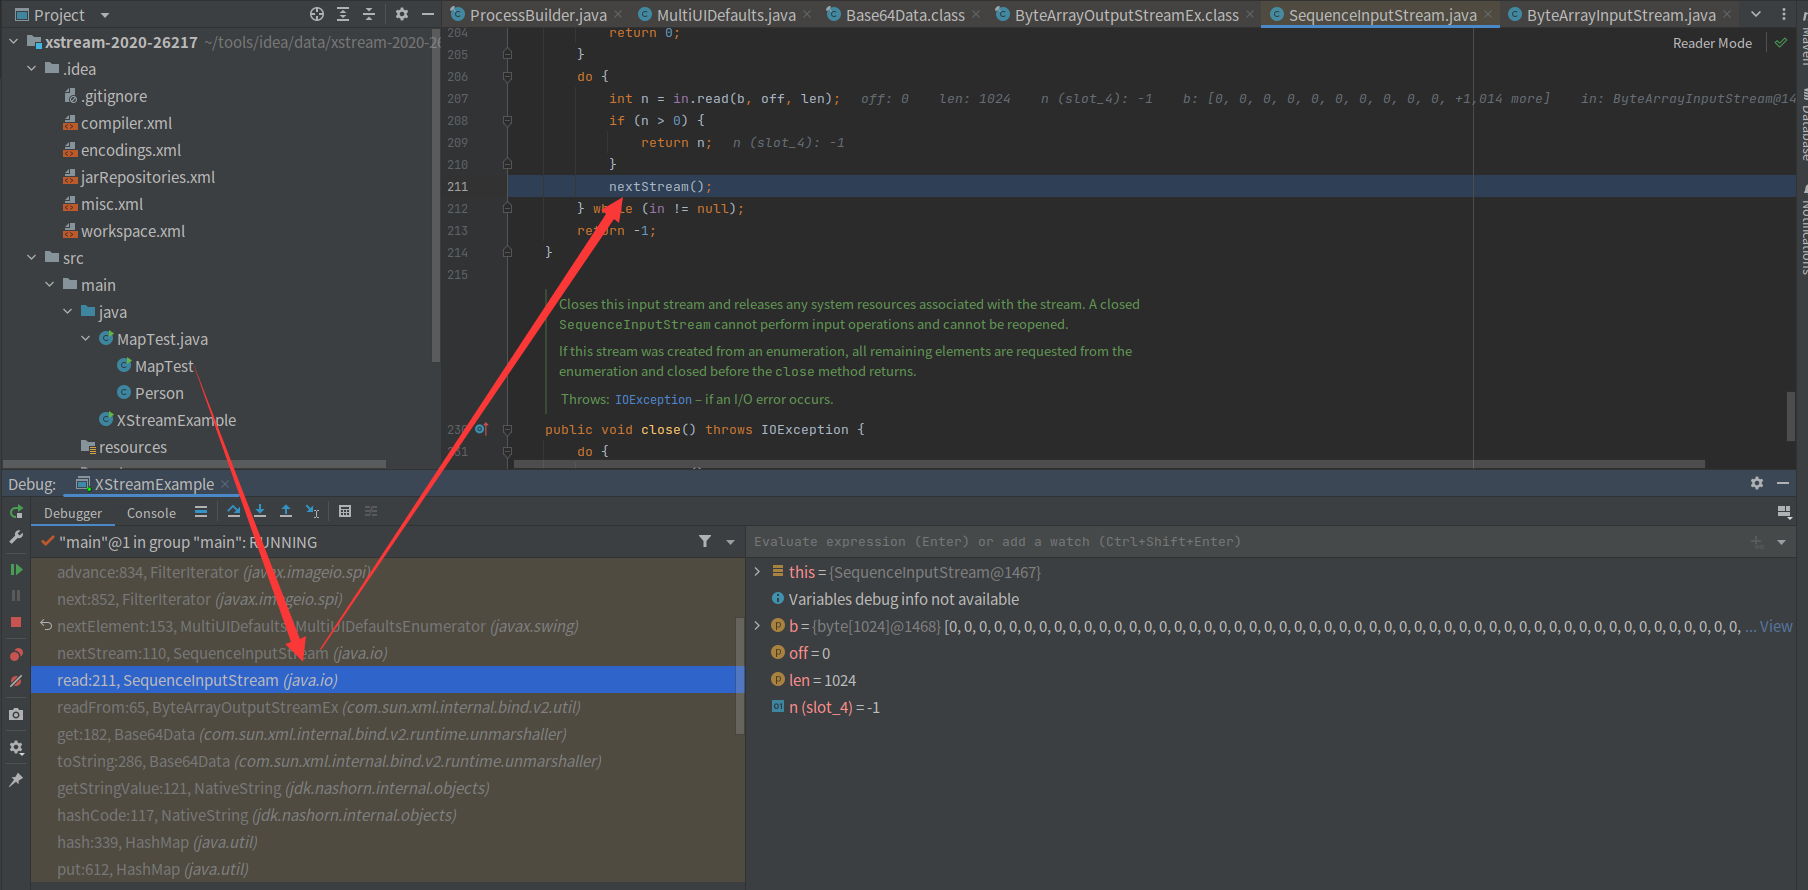 Project
ProcessBuilder.java
MultiUIDefaults.java
Base64Data.class
ByteArrayOutputStreamEx.class
SequenceInputStream.java
ByteArrayInputStream.java
xstream-2020-26217 ~/tools/idea/data/xstream-2020-26
.idea
.gitignore
compiler.xml
encodings.xml
jarRepositories.xml
misc.xml
workspace.xml
src
main
java
MapTest.java
MapTest
Person
XStreamExample
resources
Reader Mode
204 return 0;
205 }
206 do {
207 int n = in.read(b, off, len); off: 0 len: 1024 n (slot_4): -1 b: [0, 0, 0, 0, 0, 0, 0, 0, 0, 0, +1,014 more] in: ByteArrayInputStream@14
208 if (n > 0) {
209 return n; n (slot_4): -1
210 }
211 nextStream();
212 } while (in != null);
213 return -1;
214 }
215
Closes this input stream and releases any system resources associated with the stream. A closed
SequenceInputStream cannot perform input operations and cannot be reopened.
If this stream was created from an enumeration, all remaining elements are requested from the
enumeration and closed before the close method returns.
Throws: IOException – if an I/O error occurs.
230 public void close() throws IOException {
231 do {
Maven
Database
Notifications
Debug: XStreamExample
Debugger Console
"main"@1 in group "main": RUNNING
advance:834, FilterIterator (javax.imageio.spi)
next:852, FilterIterator (javax.imageio.spi)
nextElement:153, MultiUIDefaults$MultiUIDefaultsEnumerator (javax.swing)
nextStream:110, SequenceInputStream (java.io)
read:211, SequenceInputStream (java.io)
readFrom:65, ByteArrayOutputStreamEx (com.sun.xml.internal.bind.v2.util)
get:182, Base64Data (com.sun.xml.internal.bind.v2.runtime.unmarshaller)
toString:286, Base64Data (com.sun.xml.internal.bind.v2.runtime.unmarshaller)
getStringValue:121, NativeString (jdk.nashorn.internal.objects)
hashCode:117, NativeString (jdk.nashorn.internal.objects)
hash:339, HashMap (java.util)
put:612, HashMap (java.util)
Evaluate expression (Enter) or add a watch (Ctrl+Shift+Enter)
this = {SequenceInputStream@1467}
Variables debug info not available
b = {byte[1024]@1468} [0, 0, 0, 0, 0, 0, 0, 0, 0, 0, 0, 0, 0, 0, 0, 0, 0, 0, 0, 0, 0, 0, 0, 0, 0, 0, 0, 0, 0, 0, 0, 0, 0, 0, 0, 0, 0, 0, 0, 0, 0, 0, 0, 0, 0, 0, 0, 0, 0, 0, 0, 0, 0, ... View
off = 0
len = 1024
n (slot_4) = -1